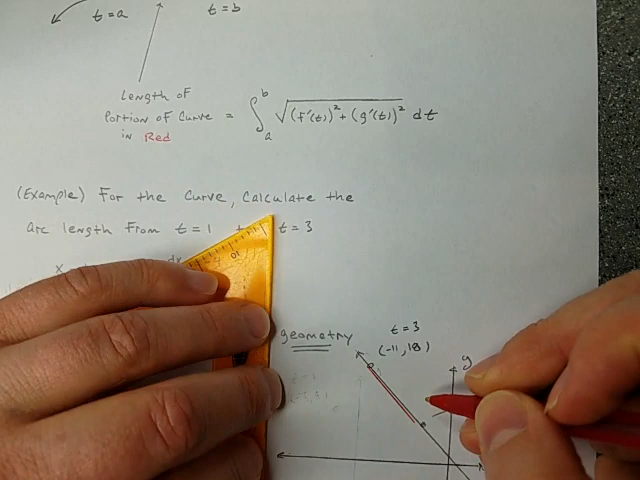 t = a
t = b
Length of
Portion of Curve = ∫ₐᵇ √(f'(t))² + (g'(t))² dt
in Red
(Example) For the Curve, Calculate the
arc length From t = 1 t = 3
geometry
t = 3
(-11, 18)
y